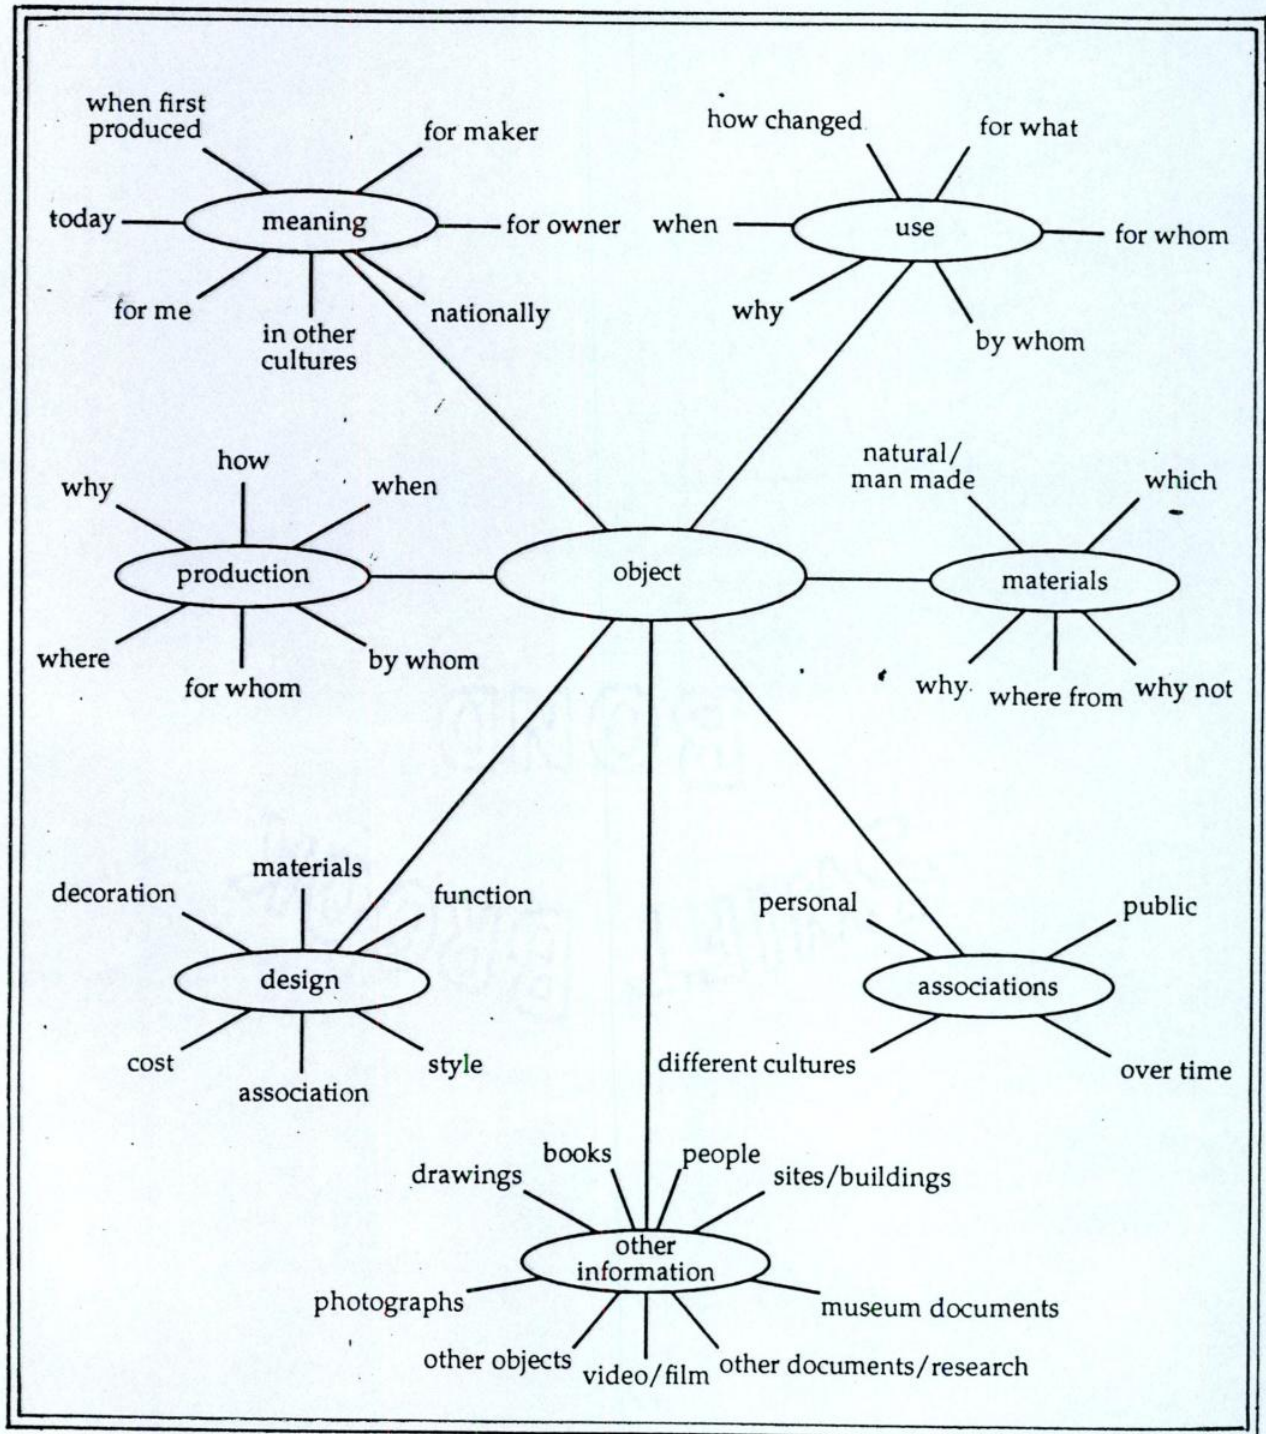 when first
produced
for maker
today
meaning
for owner
for me
in other
cultures
nationally
how changed
for what
when
use
for whom
why
by whom
object
how
why
when
production
where
for whom
by whom
natural/
man made
which
materials
why
where from
why not
materials
decoration
function
design
cost
association
style
personal
public
associations
different cultures
over time
books
people
drawings
sites/buildings
other
information
photographs
museum documents
other objects
video/film
other documents/research